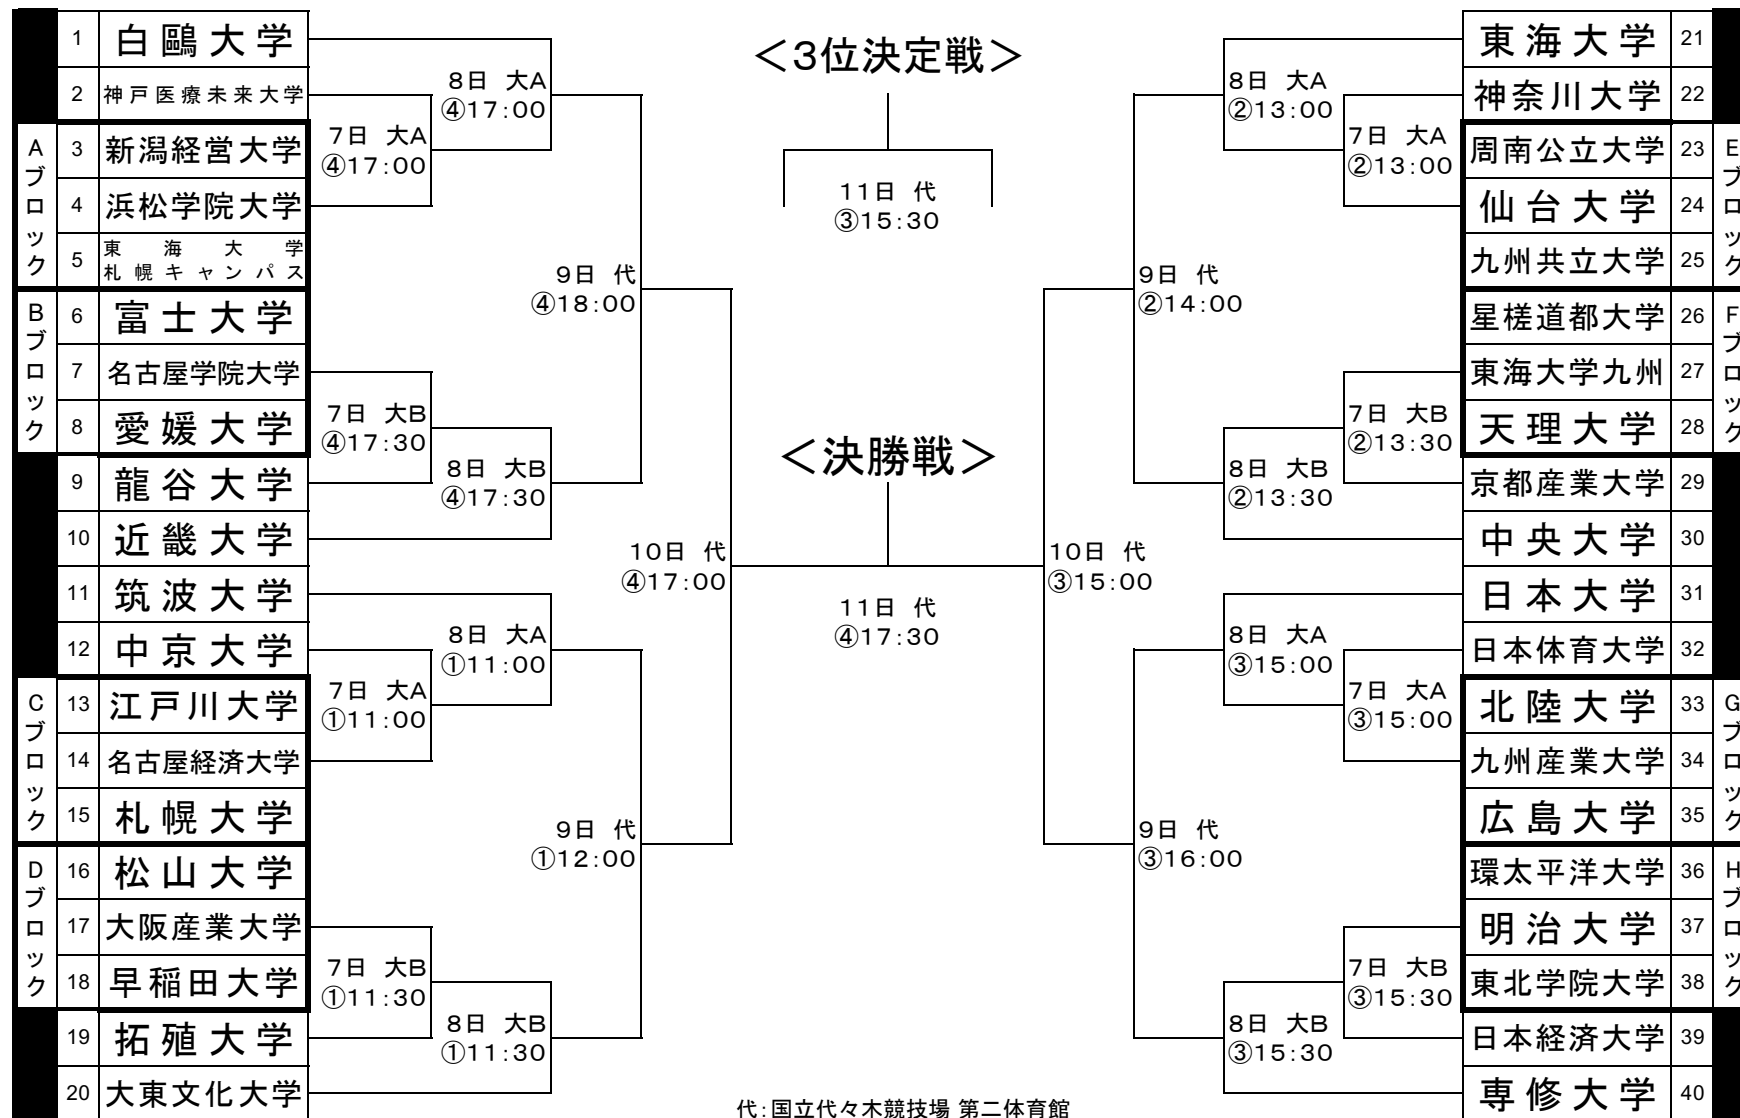 1 白鷗大学
2 神戸医療未来大学
Aブロック
3 新潟経営大学
4 浜松学院大学
5 東海大学
札幌キャンパス
Bブロック
6 富士大学
7 名古屋学院大学
8 愛媛大学
9 龍谷大学
10 近畿大学
11 筑波大学
12 中京大学
Cブロック
13 江戸川大学
14 名古屋経済大学
15 札幌大学
Dブロック
16 松山大学
17 大阪産業大学
18 早稲田大学
19 拓殖大学
20 大東文化大学
7日 大A
④17:00
7日 大B
④17:30
7日 大A
①11:00
7日 大B
①11:30
8日 大A
④17:00
8日 大B
④17:30
8日 大A
①11:00
8日 大B
①11:30
9日 代
④18:00
9日 代
①12:00
10日 代
④17:00
<3位決定戦>
11日 代
③15:30
<決勝戦>
11日 代
④17:30
代:国立代々木競技場 第二体育館
10日 代
③15:00
9日 代
②14:00
9日 代
③16:00
8日 大A
②13:00
8日 大B
②13:30
8日 大A
③15:00
8日 大B
③15:30
7日 大A
②13:00
7日 大B
②13:30
7日 大A
③15:00
7日 大B
③15:30
東海大学 21
神奈川大学 22
Eブロック
周南公立大学 23
仙台大学 24
九州共立大学 25
Fブロック
星槎道都大学 26
東海大学九州 27
天理大学 28
京都産業大学 29
中央大学 30
日本大学 31
日本体育大学 32
Gブロック
北陸大学 33
九州産業大学 34
広島大学 35
Hブロック
環太平洋大学 36
明治大学 37
東北学院大学 38
日本経済大学 39
専修大学 40